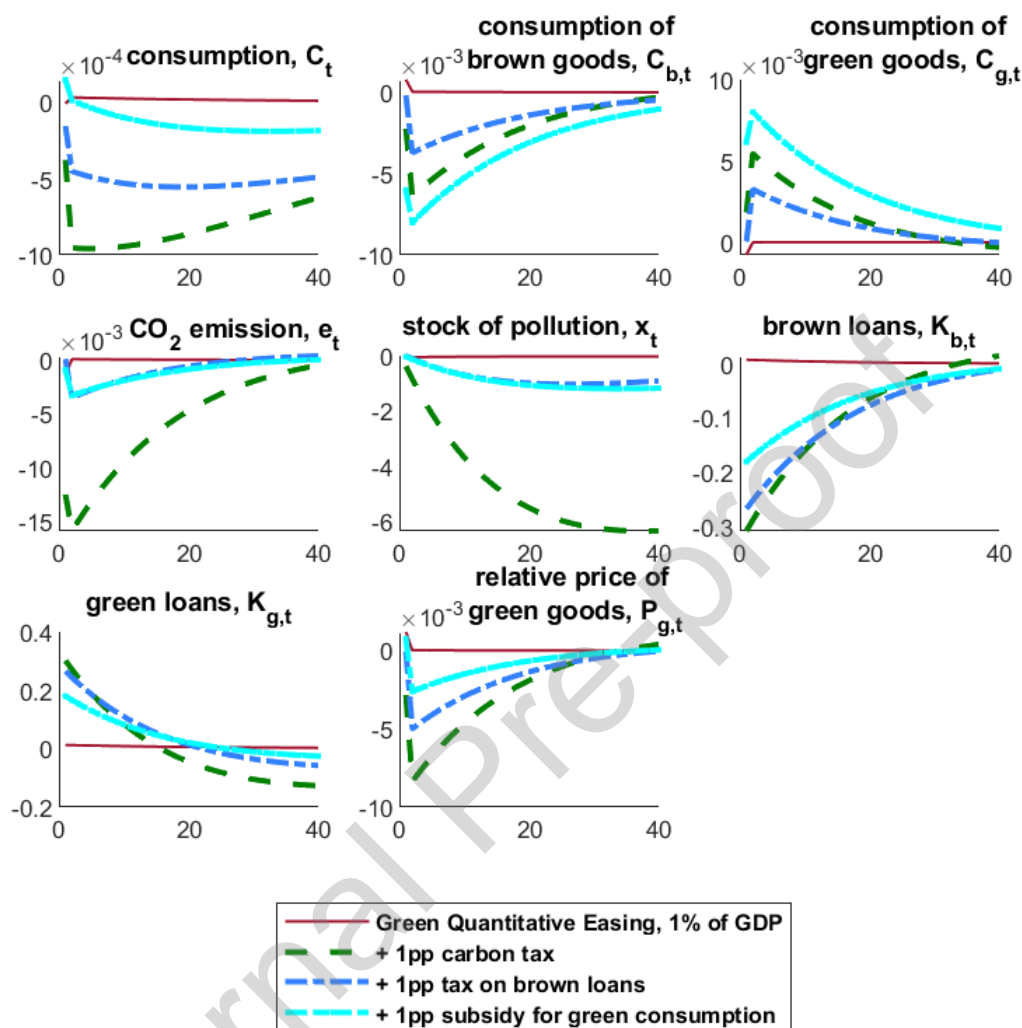 ×10⁻⁴ consumption, C_t
0
-5
-10
0 20 40
consumption of
×10⁻³ brown goods, C_b,t
0
-5
-10
0 20 40
consumption of
×10⁻³ green goods, C_g,t
10
5
0
0 20 40
×10⁻³ CO₂ emission, e_t
0
-5
-10
-15
0 20 40
stock of pollution, x_t
0
-2
-4
-6
0 20 40
brown loans, K_b,t
0
-0.1
-0.2
-0.3
0 20 40
green loans, K_g,t
0.4
0.2
0
-0.2
0 20 40
relative price of
×10⁻³ green goods, P_g,t
0
-5
-10
0 20 40
Green Quantitative Easing, 1% of GDP
+ 1pp carbon tax
+ 1pp tax on brown loans
+ 1pp subsidy for green consumption
rnal Pre-proof